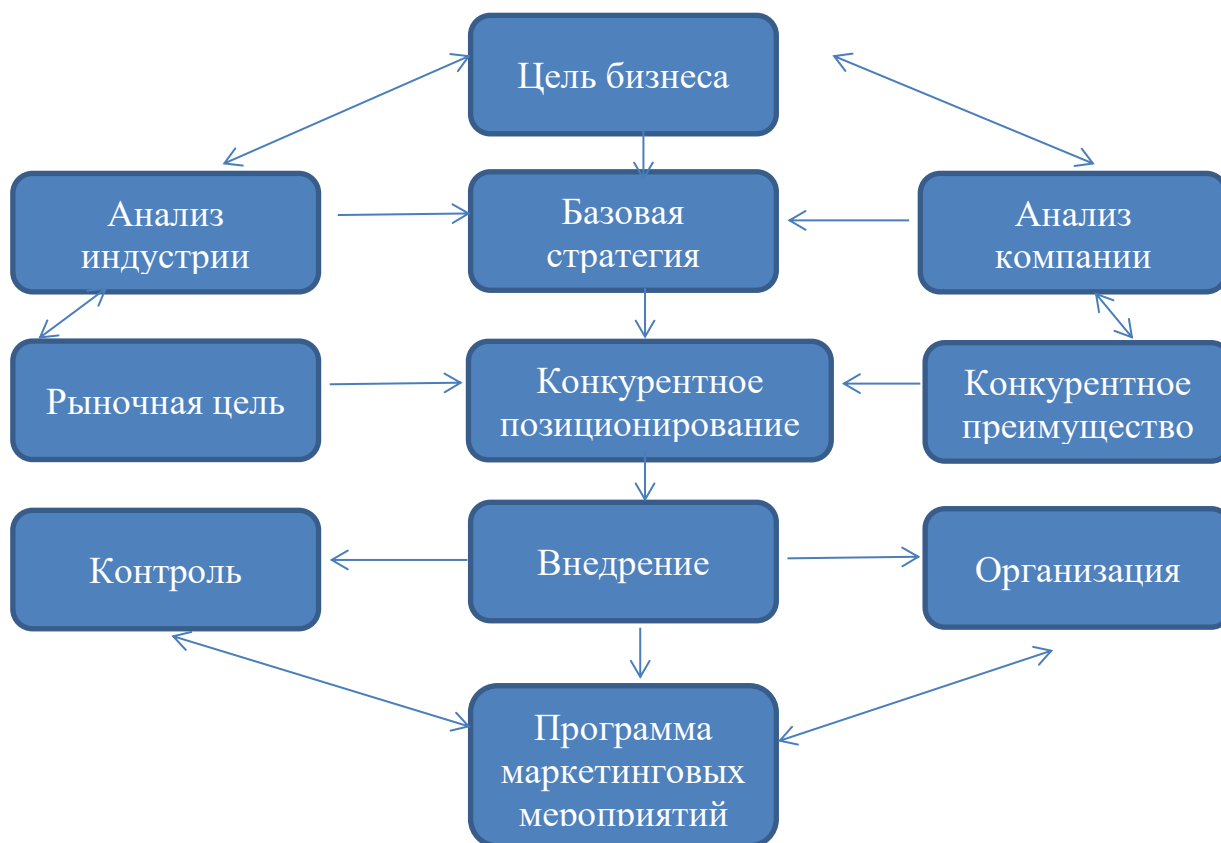 Цель бизнеса
Анализ
индустрии
Базовая
стратегия
Анализ
компании
Рыночная цель
Конкурентное
позиционирование
Конкурентное
преимущество
Контроль
Внедрение
Организация
Программа
маркетинговых
мероприятий